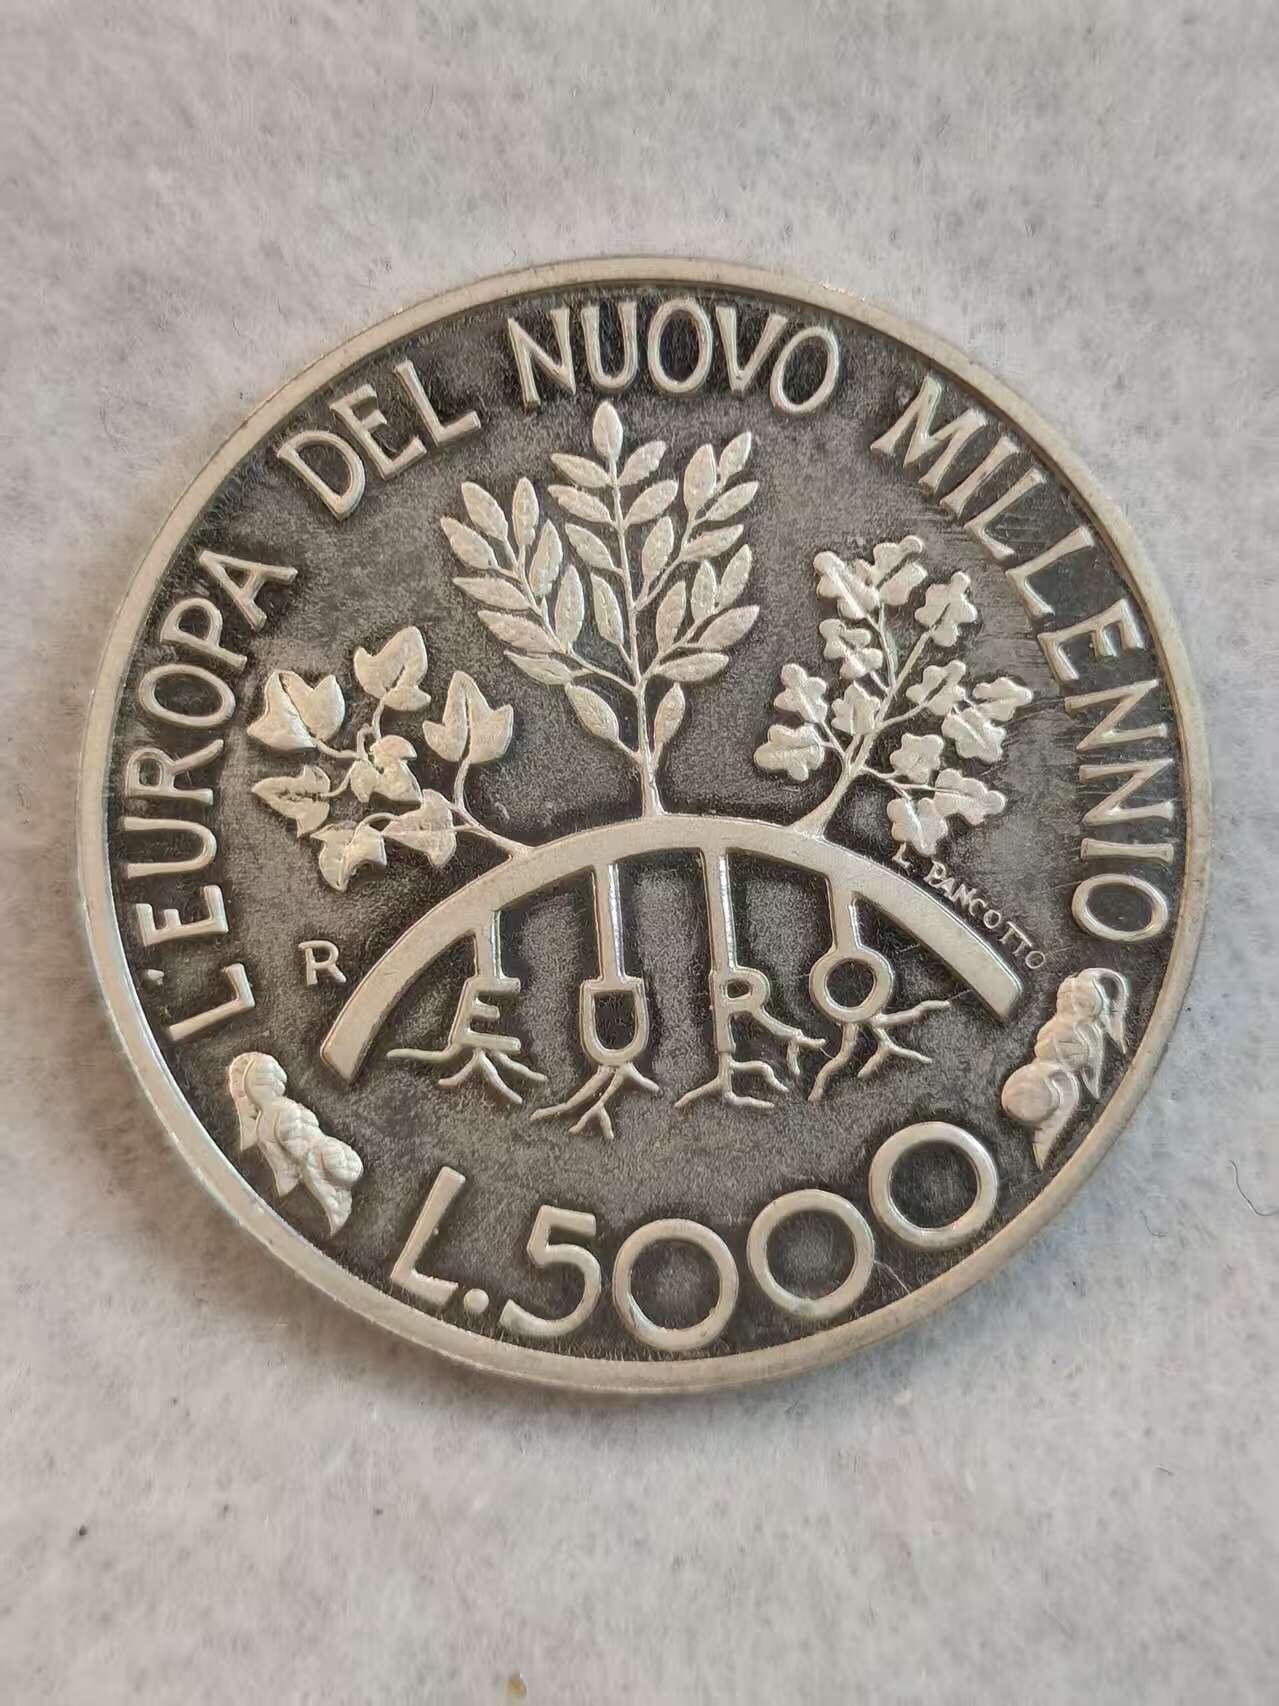 L'EUROPA DEL NUOVO MILLENNIO
L. PANCOTTO
R
EURO
L.5000